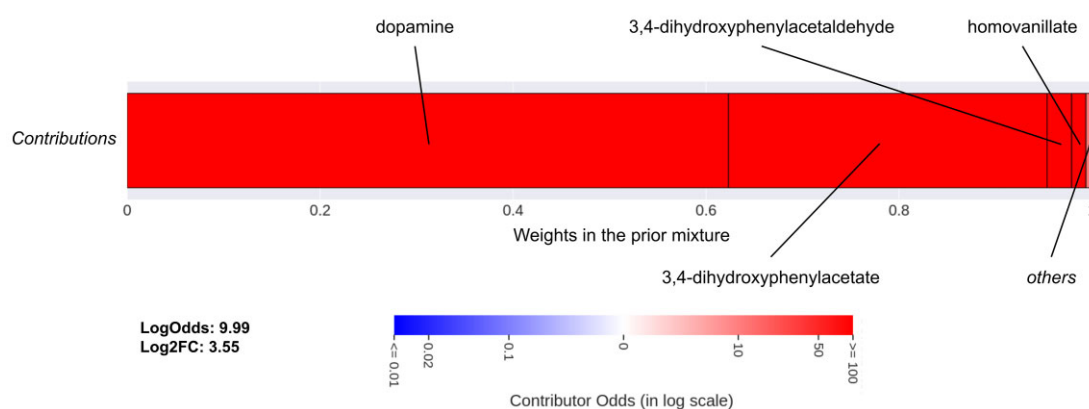 dopamine
3,4-dihydroxyphenylacetaldehyde
homovanillate
Contributions
0 0.2 0.4 0.6 0.8
Weights in the prior mixture
3,4-dihydroxyphenylacetate
others
LogOdds: 9.99
Log2FC: 3.55
<= 0.01 0.02 0.1 0 10 50 >= 100
Contributor Odds (in log scale)